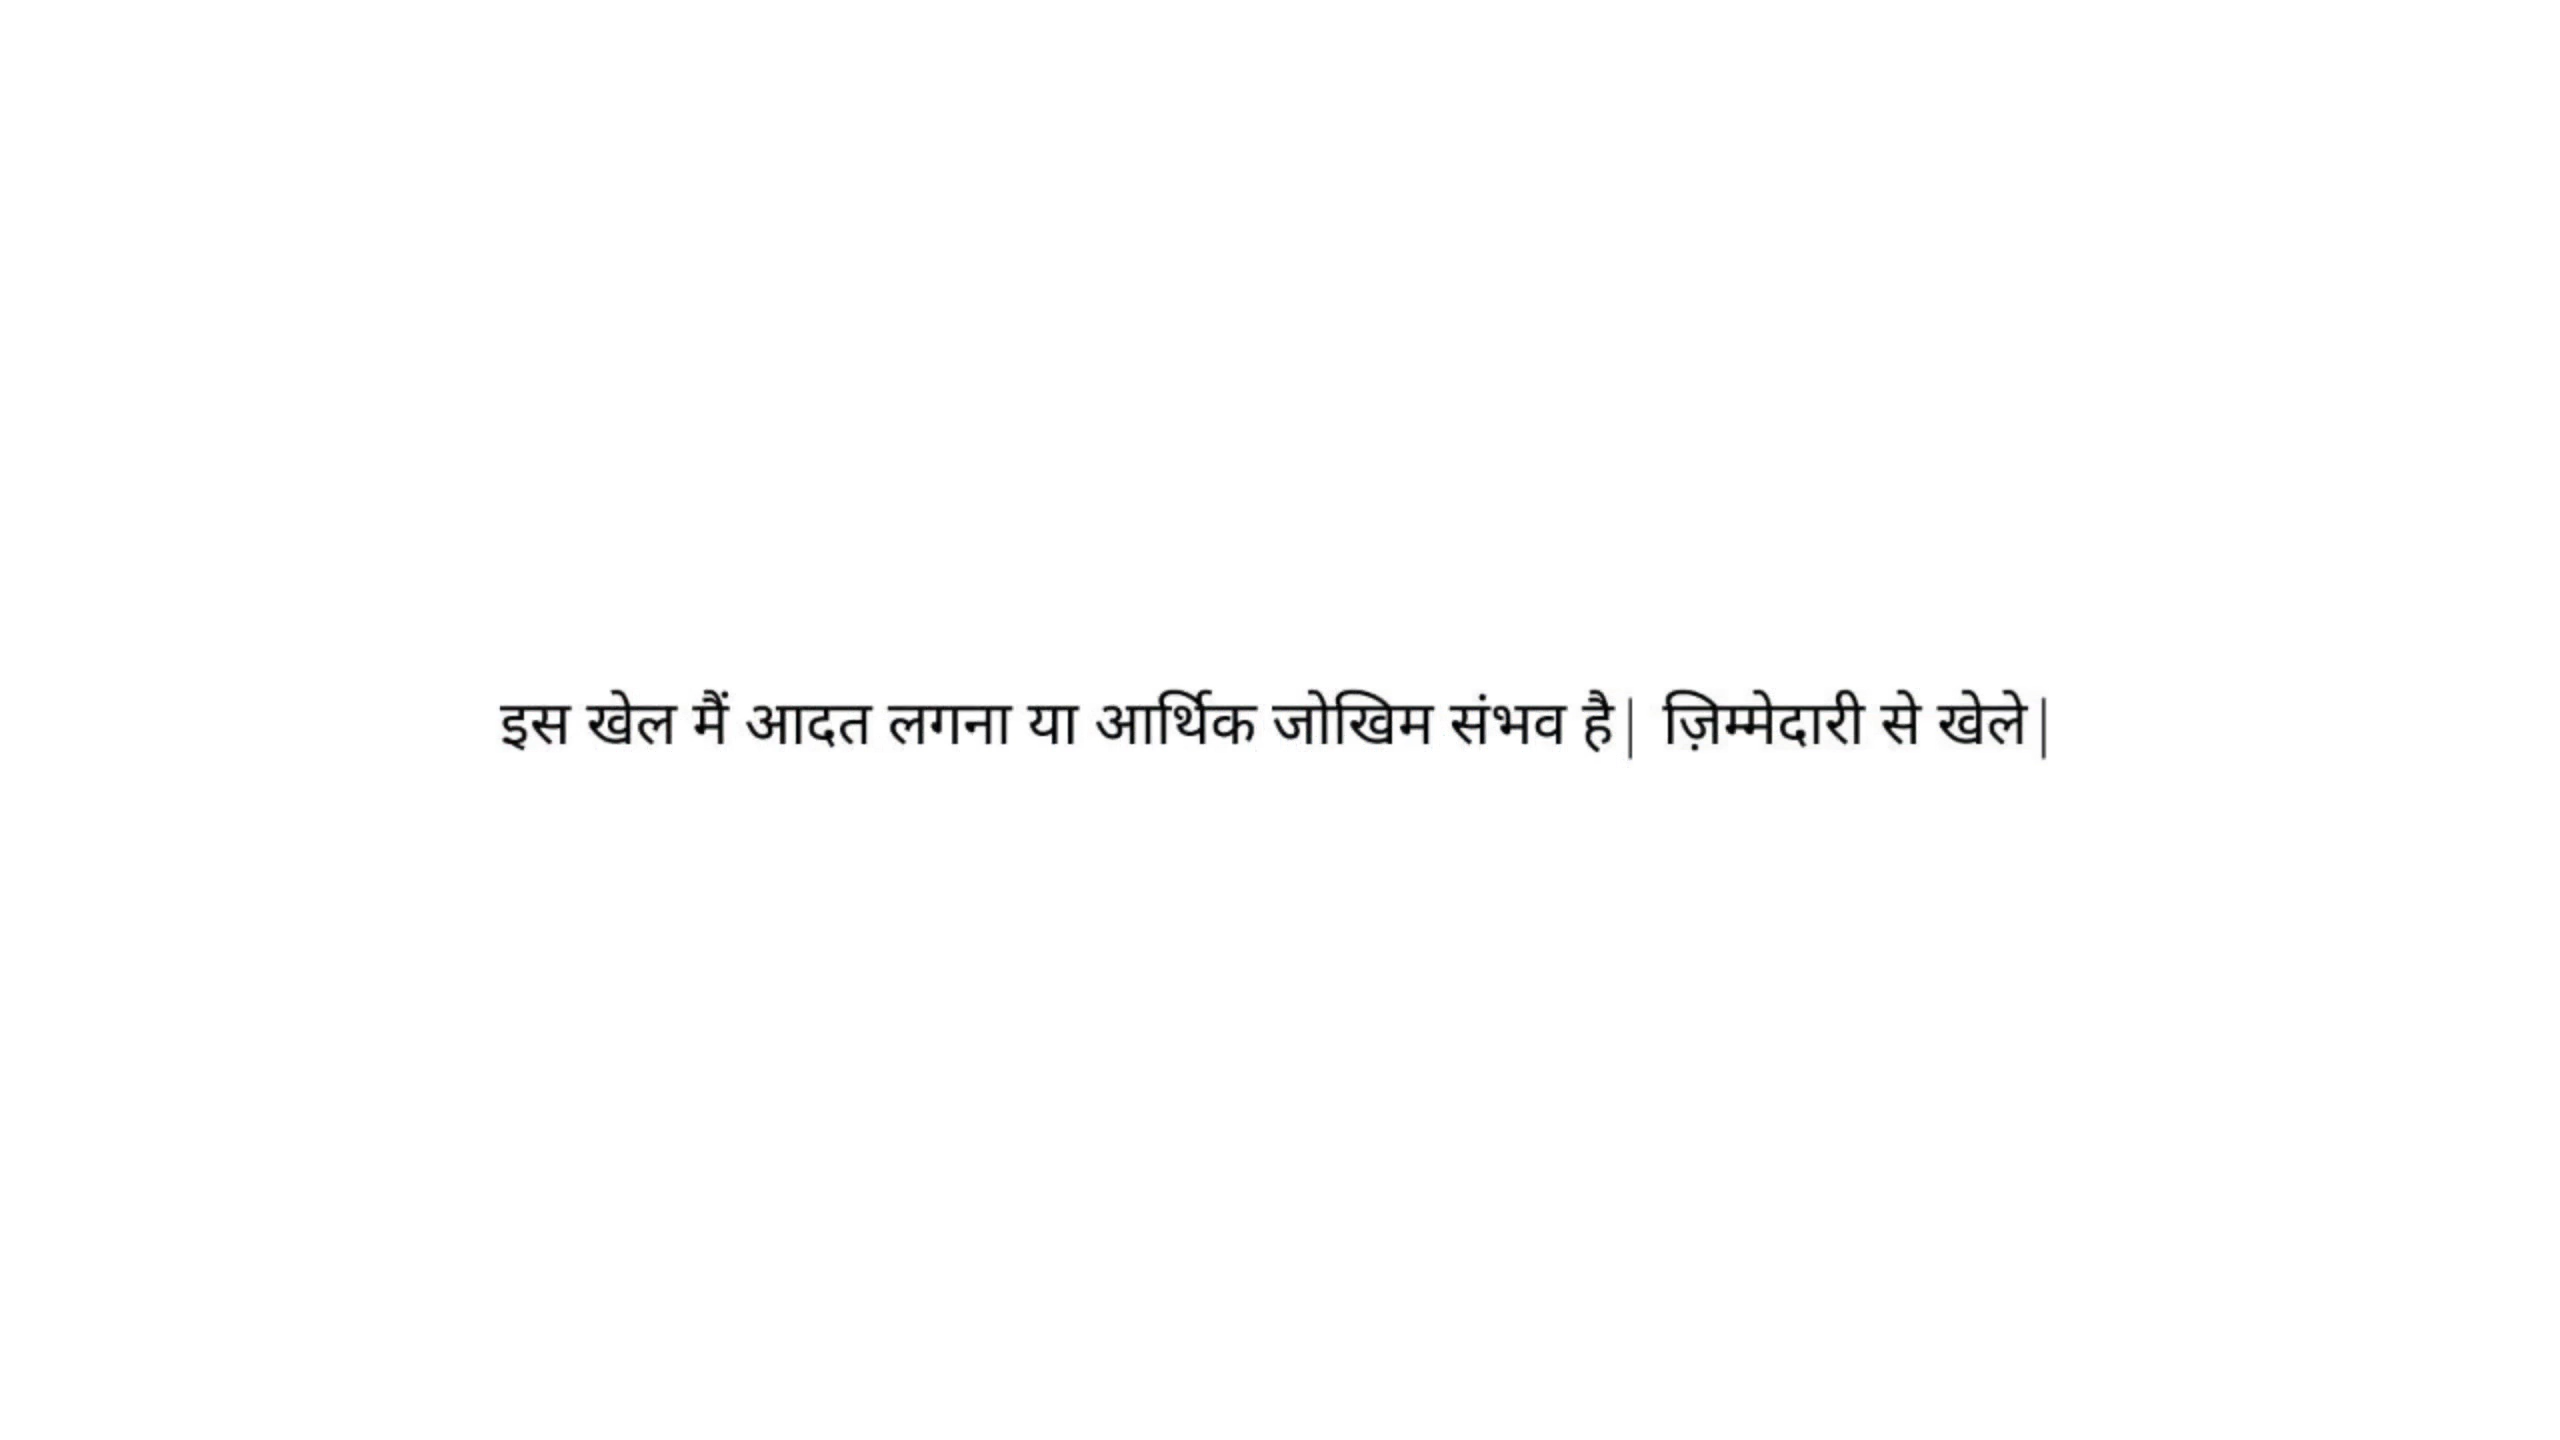 इस खेल मैं आदत लगना या आर्थिक जोखिम संभव है| ज़िम्मेदारी से खेले|